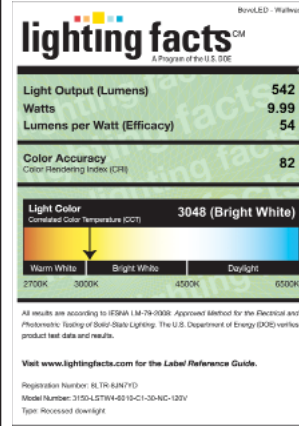 BeveLED - Wallwas
lighting facts CM
A Program of the U.S. DOE
Light Output (Lumens) 542
Watts 9.99
Lumens per Watt (Efficacy) 54
Color Accuracy
Color Rendering Index (CRI) 82
Light Color
Correlated Color Temperature (CCT) 3048 (Bright White)
Warm White Bright White Daylight
2700K 3000K 4500K 6500K
All results are according to IESNA LM-79-2008: Approved Method for the Electrical and
Photometric Testing of Solid-State Lighting. The U.S. Department of Energy (DOE) verifies
product test data and results.
Visit www.lightingfacts.com for the Label Reference Guide.
Registration Number: 8LTR-8JN7YD
Model Number: 3150-LSTW4-6010-C1-30-NC-120V
Type: Recessed downlight